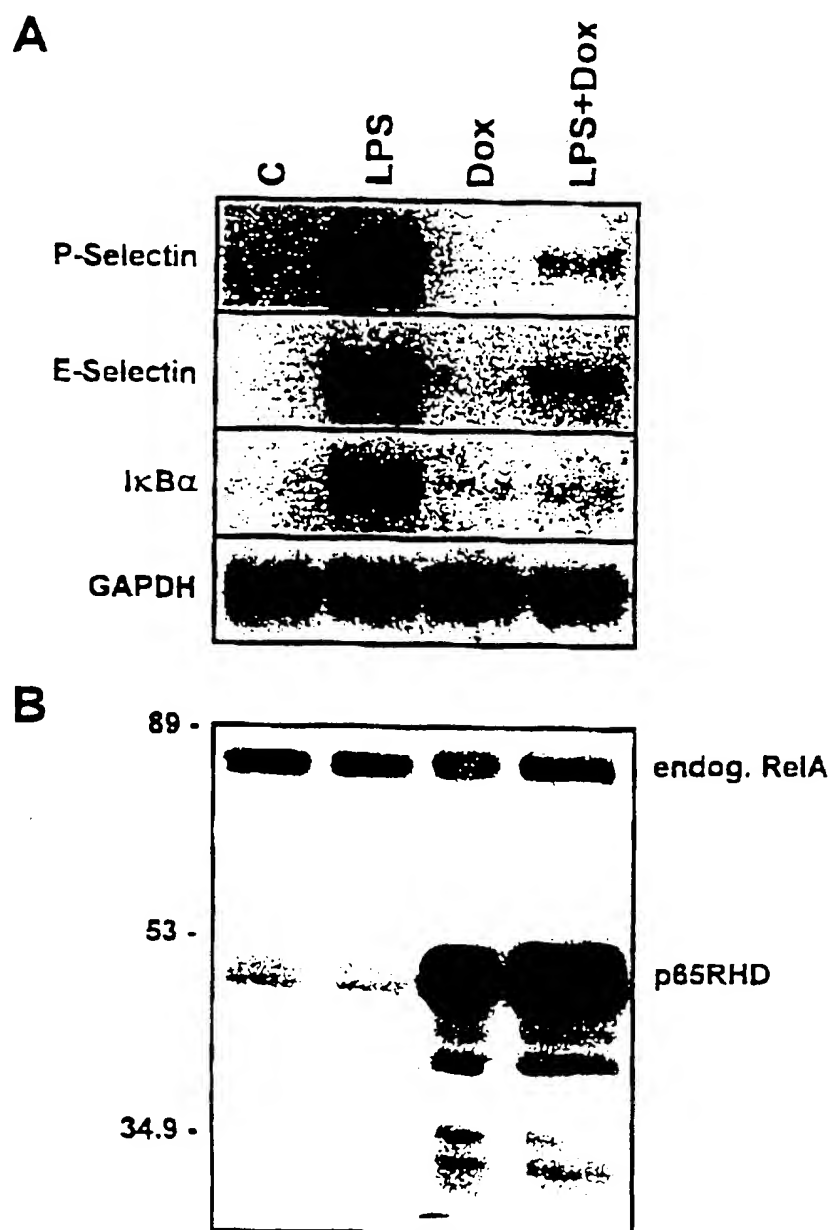 A
C
LPS
Dox
LPS+Dox
P-Selectin
E-Selectin
IκBα
GAPDH
B
89 -
endog. RelA
53 -
p65RHD
34.9 -